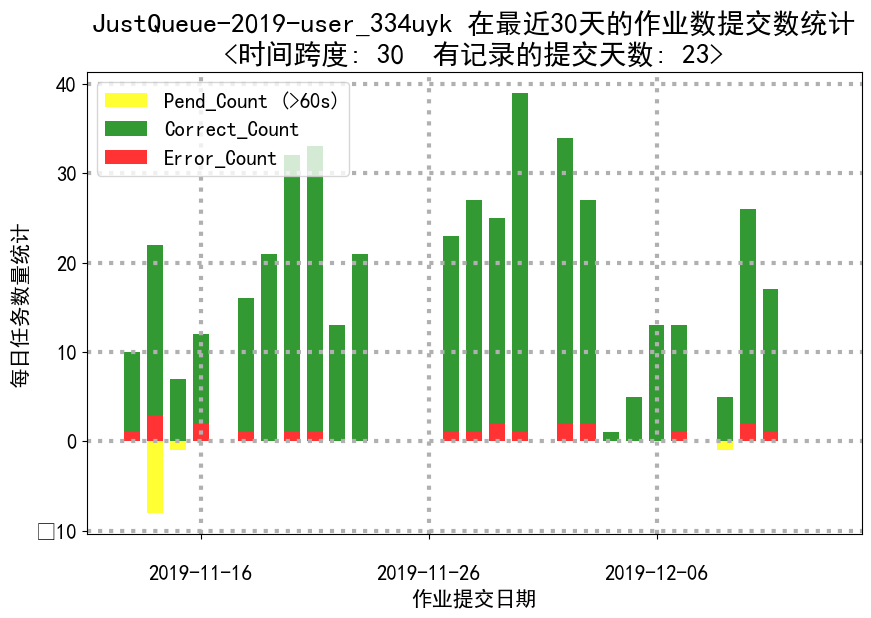 JustQueue-2019-user_334uyk 在最近30天的作业数提交数统计
<时间跨度: 30  有记录的提交天数: 23>
Pend_Count (>60s)
Correct_Count
Error_Count
每日任务数量统计
40
30
20
10
0
□10
2019-11-16
2019-11-26
2019-12-06
作业提交日期